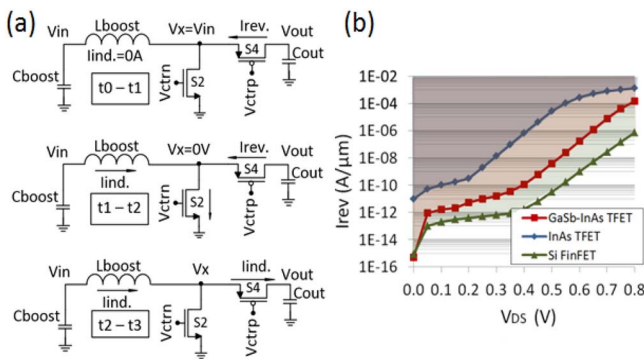 (a)
Vin Lboost Vx=Vin Irev. Vout
Iind.=0A S4
Cboost t0 – t1 Vctrn S2 Vctrp Cout
Vin Lboost Vx=0V Irev. Vout
Iind. S4
Cboost t1 – t2 Vctrn S2 Vctrp Cout
Vin Lboost Vx Iind. Vout
Iind. S4
Cboost t2 – t3 Vctrn S2 Vctrp Cout
(b)
Irev (A/μm)
1E-02
1E-04
1E-06
1E-08
1E-10
1E-12
1E-14
1E-16
GaSb-InAs TFET
InAs TFET
Si FinFET
0.0 0.1 0.2 0.3 0.4 0.5 0.6 0.7 0.8
VDS (V)